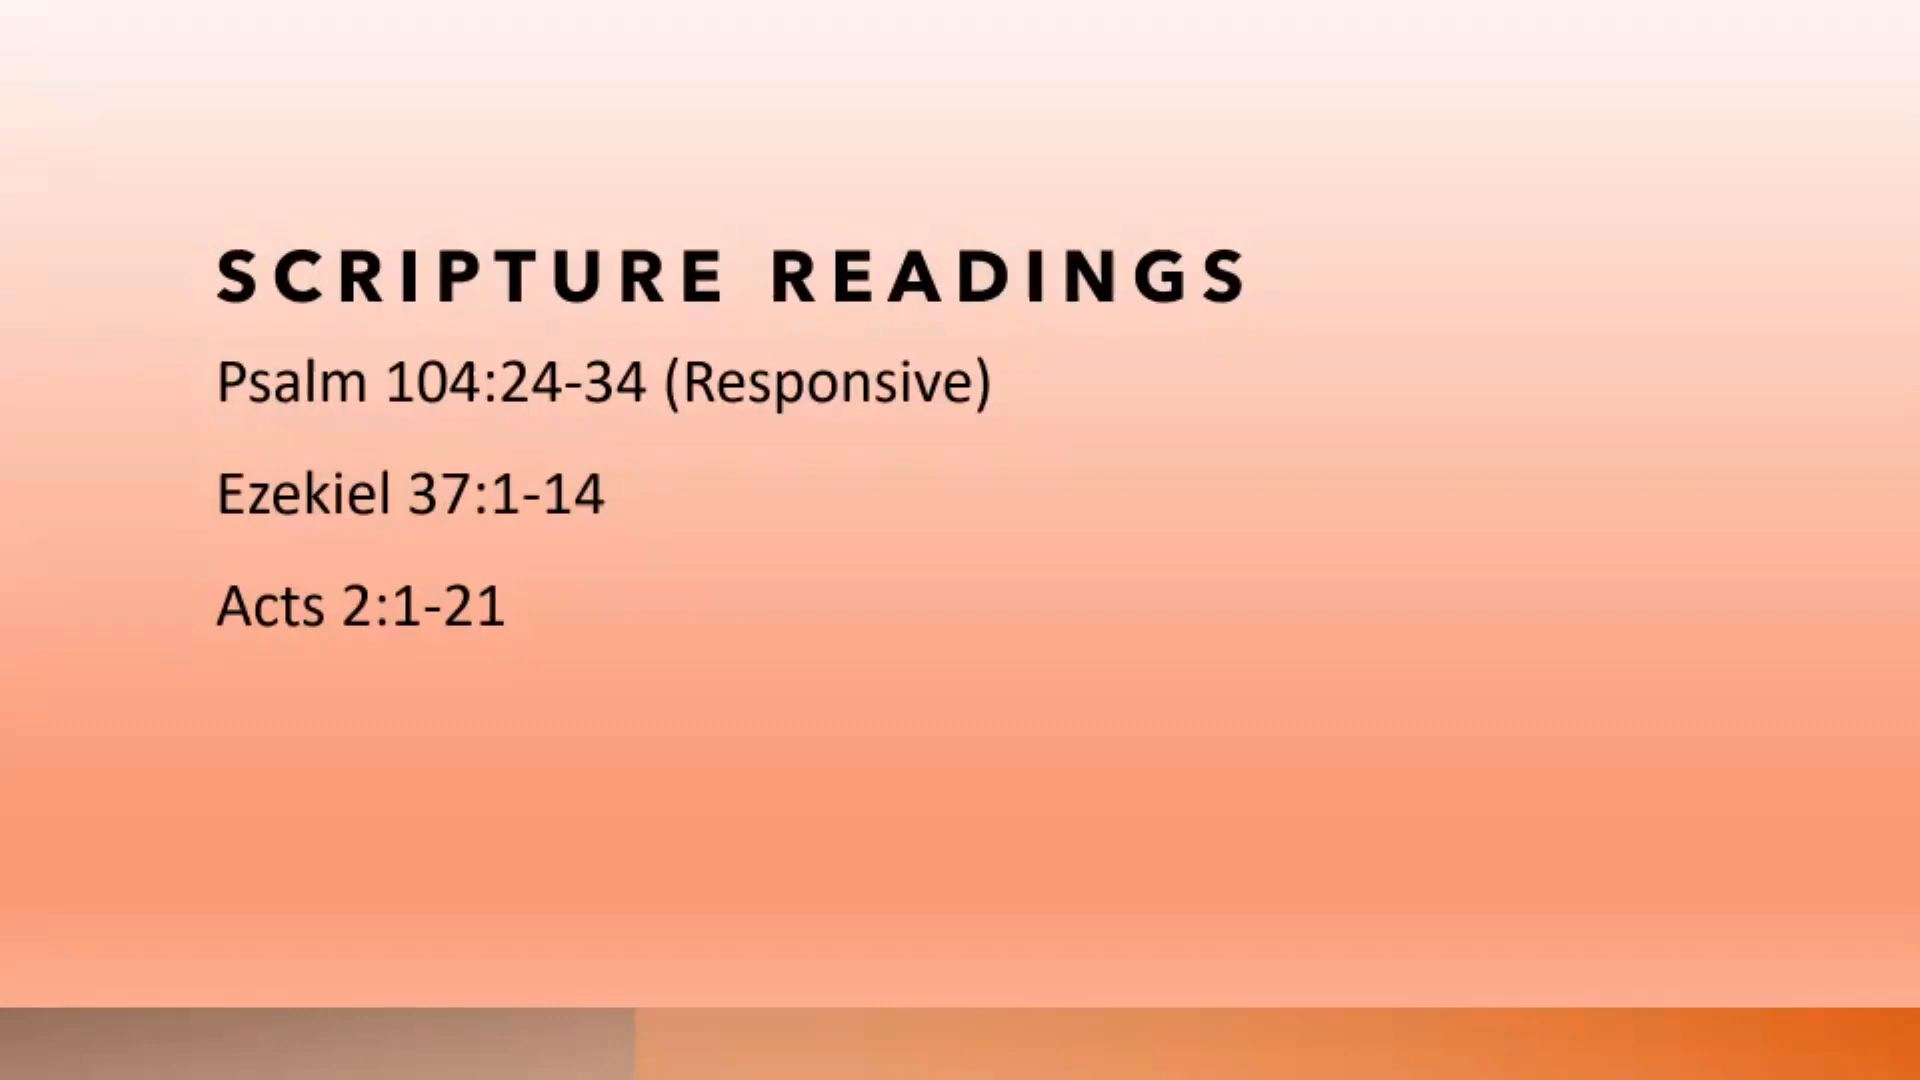 SCRIPTURE READINGS
Psalm 104:24-34 (Responsive)
Ezekiel 37:1-14
Acts 2:1-21